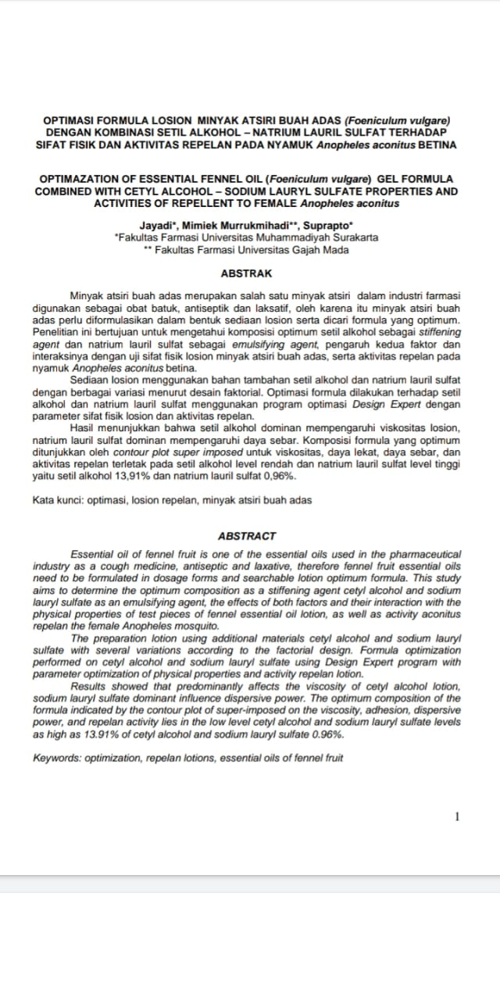 OPTIMASI FORMULA LOSION MINYAK ATSIRI BUAH ADAS (Foeniculum vulgare)
DENGAN KOMBINASI SETIL ALKOHOL – NATRIUM LAURIL SULFAT TERHADAP
SIFAT FISIK DAN AKTIVITAS REPELAN PADA NYAMUK Anopheles aconitus BETINA
OPTIMAZATION OF ESSENTIAL FENNEL OIL (Foeniculum vulgare) GEL FORMULA
COMBINED WITH CETYL ALCOHOL – SODIUM LAURYL SULFATE PROPERTIES AND
ACTIVITIES OF REPELLENT TO FEMALE Anopheles aconitus
Jayadi*, Mimiek Murrukmihadi**, Suprapto*
*Fakultas Farmasi Universitas Muhammadiyah Surakarta
** Fakultas Farmasi Universitas Gajah Mada
ABSTRAK
Minyak atsiri buah adas merupakan salah satu minyak atsiri dalam industri farmasi
digunakan sebagai obat batuk, antiseptik dan laksatif, oleh karena itu minyak atsiri buah
adas perlu diformulasikan dalam bentuk sediaan losion serta dicari formula yang optimum.
Penelitian ini bertujuan untuk mengetahui komposisi optimum setil alkohol sebagai stiffening
agent dan natrium lauril sulfat sebagai emulsifying agent, pengaruh kedua faktor dan
interaksinya dengan uji sifat fisik losion minyak atsiri buah adas, serta aktivitas repelan pada
nyamuk Anopheles aconitus betina.
Sediaan losion menggunakan bahan tambahan setil alkohol dan natrium lauril sulfat
dengan berbagai variasi menurut desain faktorial. Optimasi formula dilakukan terhadap setil
alkohol dan natrium lauril sulfat menggunakan program optimasi Design Expert dengan
parameter sifat fisik losion dan aktivitas repelan.
Hasil menunjukkan bahwa setil alkohol dominan mempengaruhi viskositas losion,
natrium lauril sulfat dominan mempengaruhi daya sebar. Komposisi formula yang optimum
ditunjukkan oleh contour plot super imposed untuk viskositas, daya lekat, daya sebar, dan
aktivitas repelan terletak pada setil alkohol level rendah dan natrium lauril sulfat level tinggi
yaitu setil alkohol 13,91% dan natrium lauril sulfat 0,96%.
Kata kunci: optimasi, losion repelan, minyak atsiri buah adas
ABSTRACT
Essential oil of fennel fruit is one of the essential oils used in the pharmaceutical
industry as a cough medicine, antiseptic and laxative, therefore fennel fruit essential oils
need to be formulated in dosage forms and searchable lotion optimum formula. This study
aims to determine the optimum composition as a stiffening agent cetyl alcohol and sodium
lauryl sulfate as an emulsifying agent, the effects of both factors and their interaction with the
physical properties of test pieces of fennel essential oil lotion, as well as activity aconitus
repelan the female Anopheles mosquito.
The preparation lotion using additional materials cetyl alcohol and sodium lauryl
sulfate with several variations according to the factorial design. Formula optimization
performed on cetyl alcohol and sodium lauryl sulfate using Design Expert program with
parameter optimization of physical properties and activity repelan lotion.
Results showed that predominantly affects the viscosity of cetyl alcohol lotion,
sodium lauryl sulfate dominant influence dispersive power. The optimum composition of the
formula indicated by the contour plot of super-imposed on the viscosity, adhesion, dispersive
power, and repelan activity lies in the low level cetyl alcohol and sodium lauryl sulfate levels
as high as 13.91% of cetyl alcohol and sodium lauryl sulfate 0.96%.
Keywords: optimization, repelan lotions, essential oils of fennel fruit
1